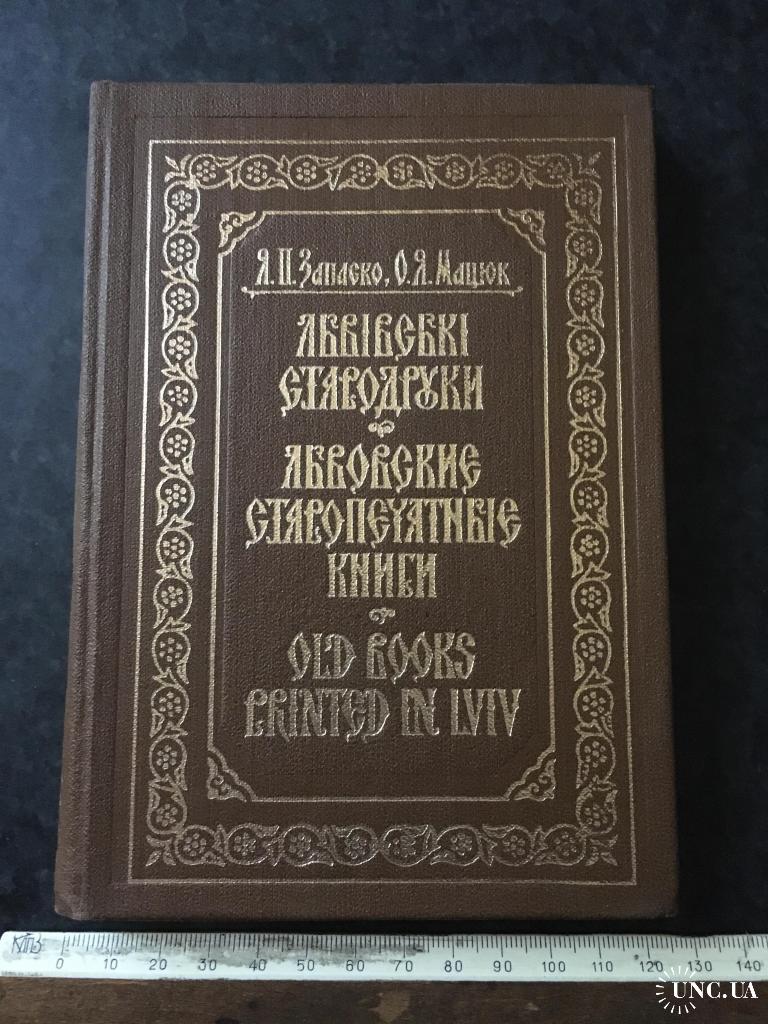 Я.П.Запаско, О.Я.Мацюк
ЛЬВІВСЬКІ
СТАРОДРУКИ
ЛЬВОВСКИЕ
СТАРОПЕЧАТНЫЕ
КНИГИ
OLD BOOKS
PRINTED IN LVIV
КТПЗ
0 10 20 30 40 50 60 70 80 90 100 110 120 130 140
UNC.UA